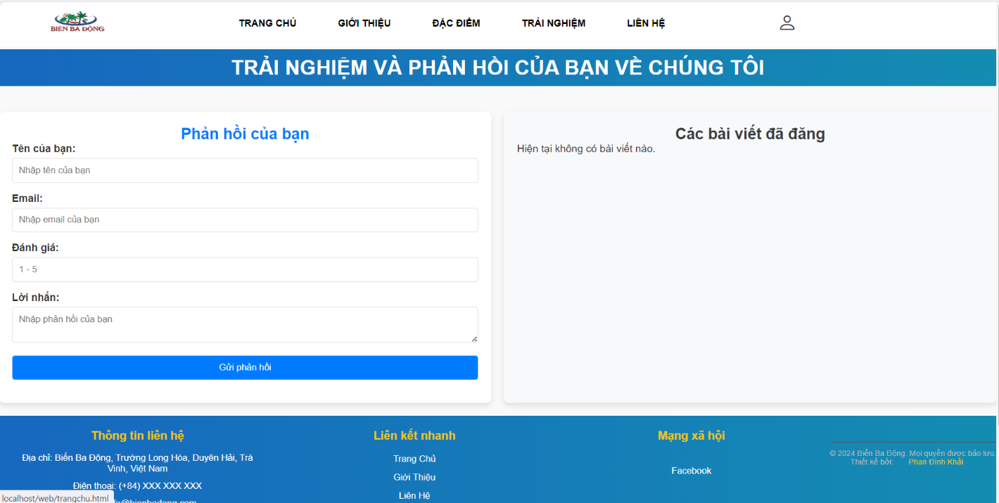 BIỂN BA ĐỘNG
TRANG CHỦ
GIỚI THIỆU
ĐẶC ĐIỂM
TRẢI NGHIỆM
LIÊN HỆ
TRẢI NGHIỆM VÀ PHẢN HỒI CỦA BẠN VỀ CHÚNG TÔI
Phản hồi của bạn
Tên của bạn:
Nhập tên của bạn
Email:
Nhập email của bạn
Đánh giá:
1 - 5
Lời nhắn:
Nhập phản hồi của bạn
Gửi phản hồi
Các bài viết đã đăng
Hiện tại không có bài viết nào.
Thông tin liên hệ
Địa chỉ: Biển Ba Động, Trường Long Hòa, Duyên Hải, Trà
Vinh, Việt Nam
Điện thoại: (+84) XXX XXX XXX
Liên kết nhanh
Trang Chủ
Giới Thiệu
Liên Hệ
Mạng xã hội
Facebook
© 2024 Biển Ba Động. Mọi quyền được bảo lưu.
Thiết kế bởi: Phan Đình Khải
localhost/web/trangchu.html